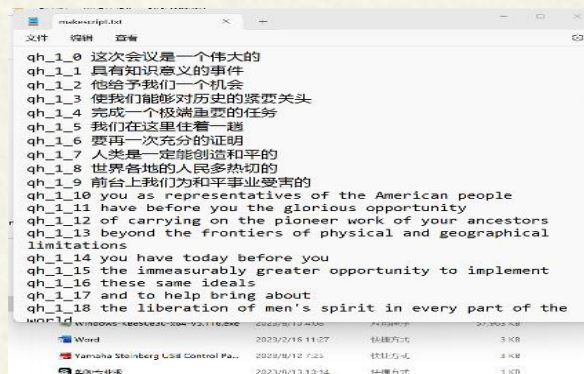 makescript.txt
文件 编辑 查看
qh_1_0 这次会议是一个伟大的
qh_1_1 具有知识意义的事件
qh_1_2 他给予我们一个机会
qh_1_3 使我们能够对历史的紧要关头
qh_1_4 完成一个极端重要的任务
qh_1_5 我们在这里住着一趟
qh_1_6 要再一次充分的证明
qh_1_7 人类是一定能创造和平的
qh_1_8 世界各地的人民多热切的
qh_1_9 前台上我们为和平事业受害的
qh_1_10 you as representatives of the American people
qh_1_11 have before you the glorious opportunity
qh_1_12 of carrying on the pioneer work of your ancestors
qh_1_13 beyond the frontiers of physical and geographical
limitations
qh_1_14 you have today before you
qh_1_15 the immeasurably greater opportunity to implement
qh_1_16 these same ideals
qh_1_17 and to help bring about
qh_1_18 the liberation of men's spirit in every part of the
world
Word 2023/2/16 11:27 快捷方式 3 KB
Yamaha Steinberg USB Control Pa... 2023/8/12 7:25 快捷方式 3 KB
2023/9/13 10:14 快捷方式 1 KB